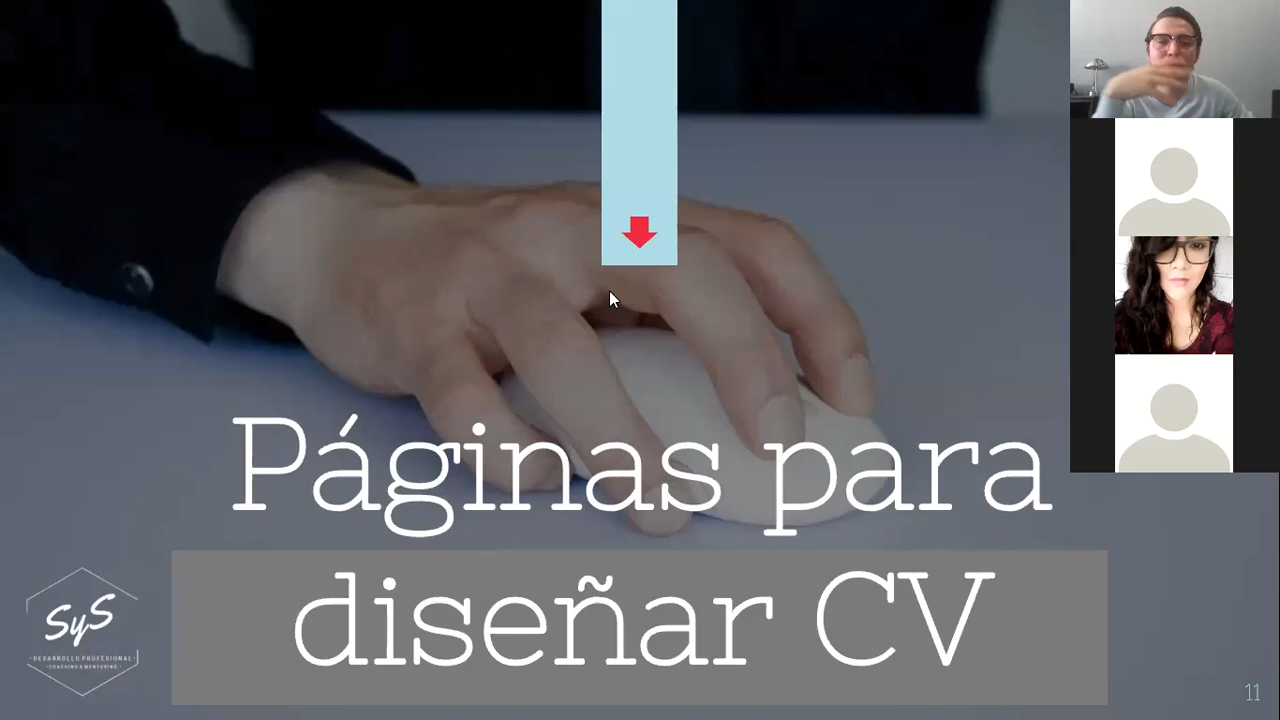 Páginas para
diseñar CV
SyS
DESARROLLO PROFESIONAL
COACHING & MENTORING
11